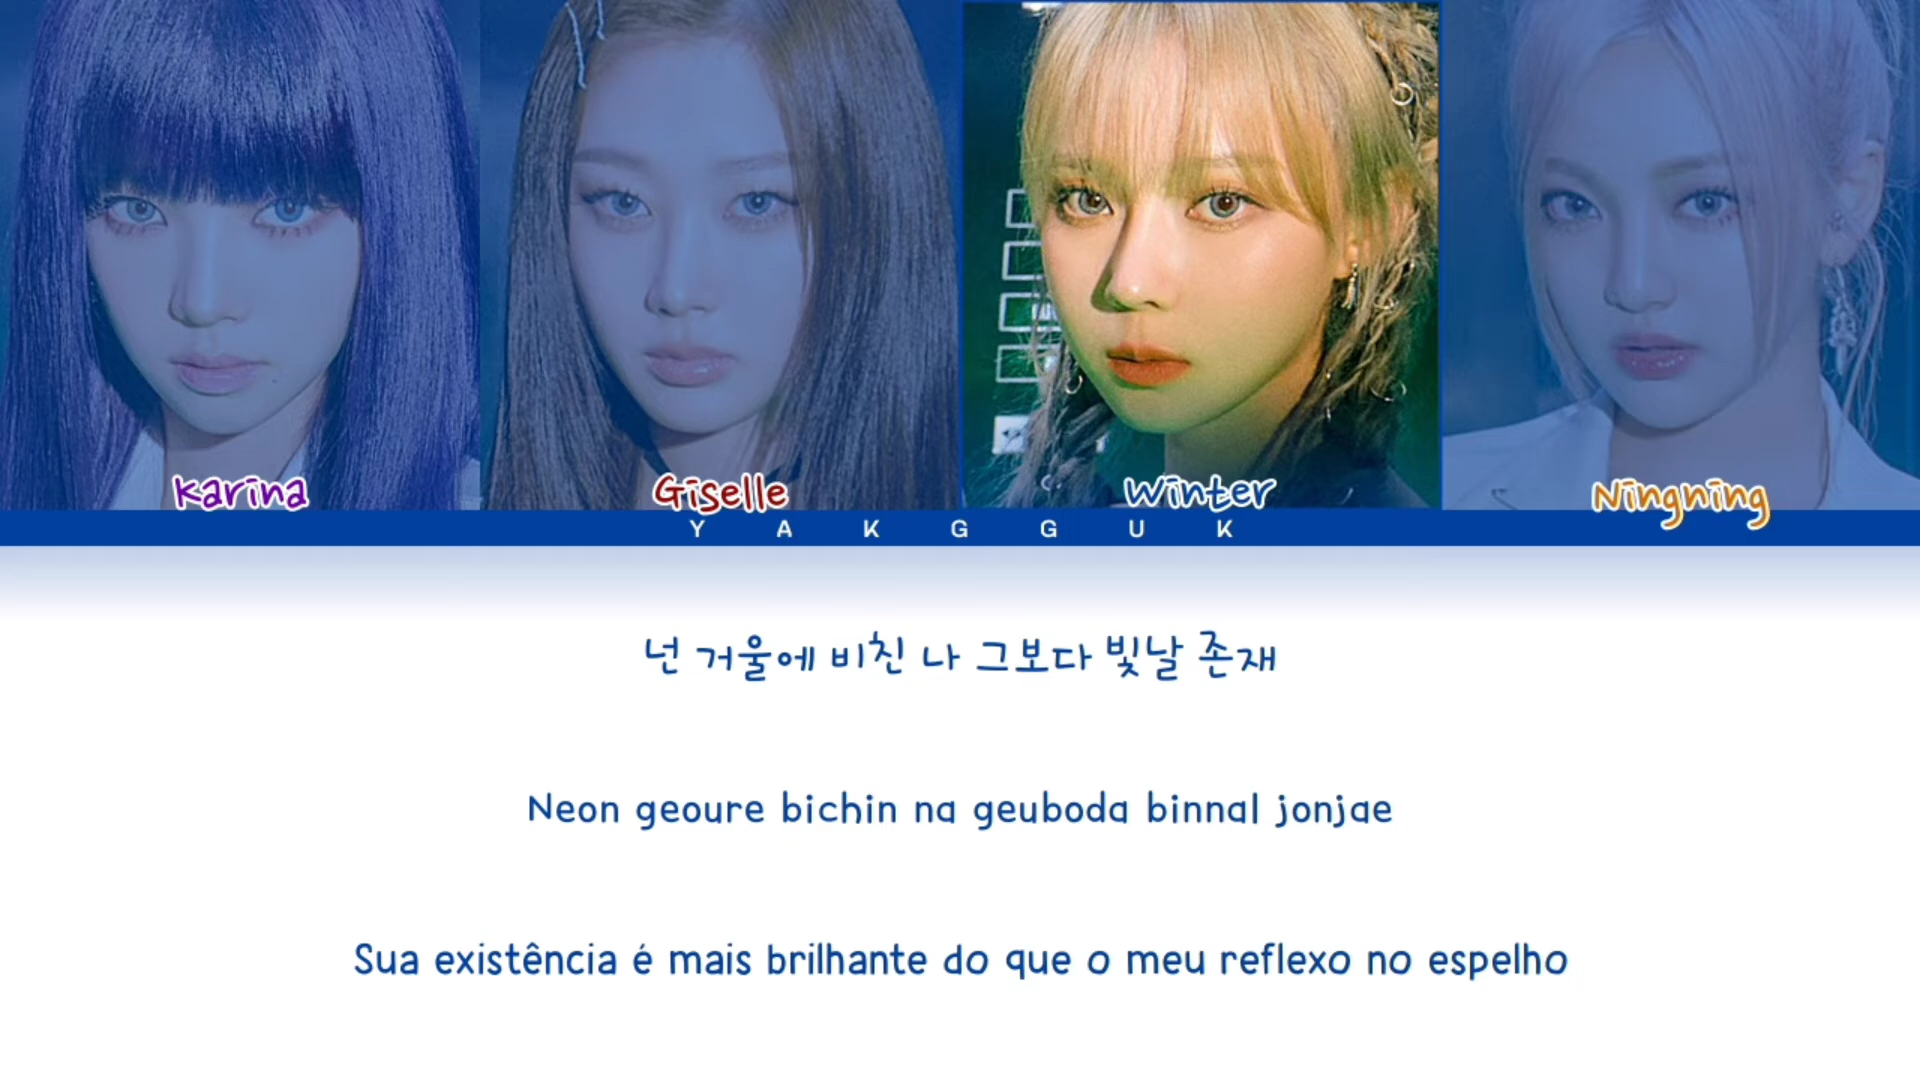 Karina Giselle Winter Ningning
YAKGGUK
넌 거울에 비친 나 그보다 빛날 존재
Neon geoure bichin na geuboda binnal jonjae
Sua existência é mais brilhante do que o meu reflexo no espelho